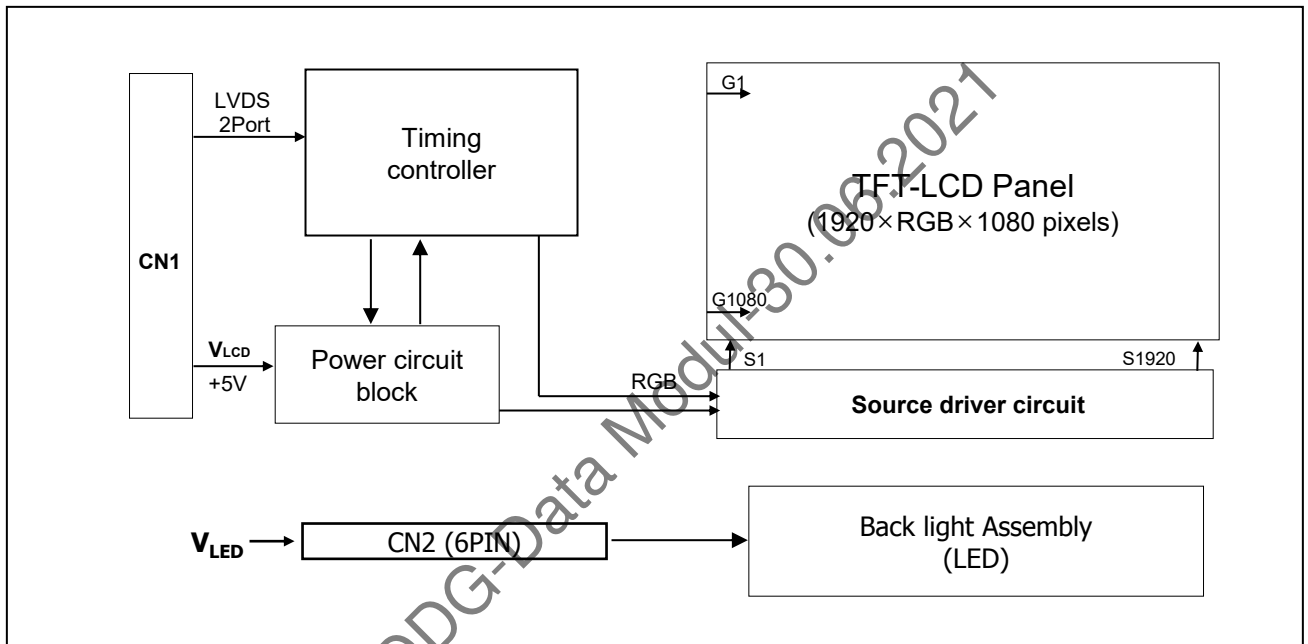 LVDS
2Port
Timing
controller
G1
TFT-LCD Panel
(1920×RGB×1080 pixels)
CN1
G1080
VLCD
+5V
Power circuit
block
RGB
S1
S1920
Source driver circuit
VLED
CN2 (6PIN)
Back light Assembly
(LED)
ODG-Data Modul-30.06.2021